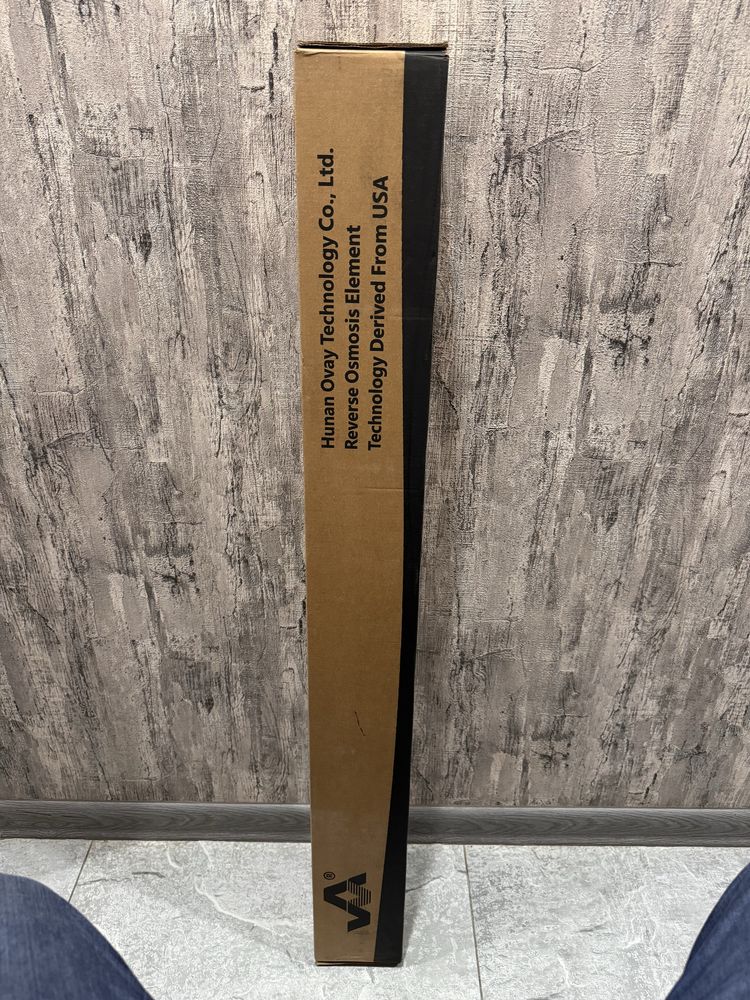 Hunan Ovay Technology Co., Ltd.
Reverse Osmosis Element
Technology Derived From USA
®